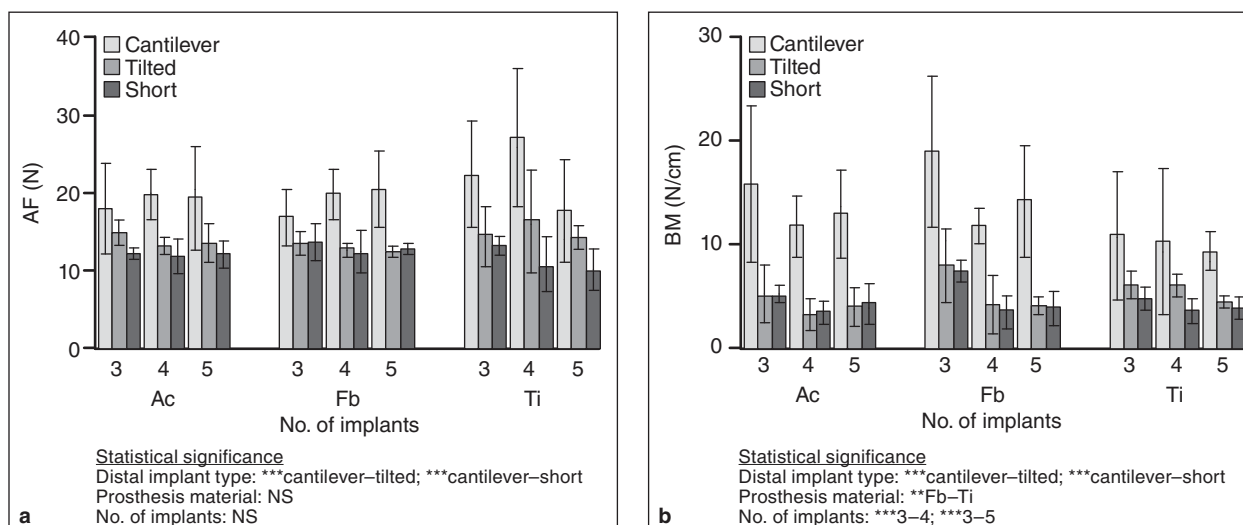 40
30
20
10
0
AF (N)
Cantilever
Tilted
Short
3 4 5 3 4 5 3 4 5
Ac Fb Ti
No. of implants
Statistical significance
Distal implant type: ***cantilever–tilted; ***cantilever–short
Prosthesis material: NS
No. of implants: NS
a
30
20
10
0
BM (N/cm)
Cantilever
Tilted
Short
3 4 5 3 4 5 3 4 5
Ac Fb Ti
No. of implants
Statistical significance
Distal implant type: ***cantilever–tilted; ***cantilever–short
Prosthesis material: **Fb–Ti
No. of implants: ***3–4; ***3–5
b